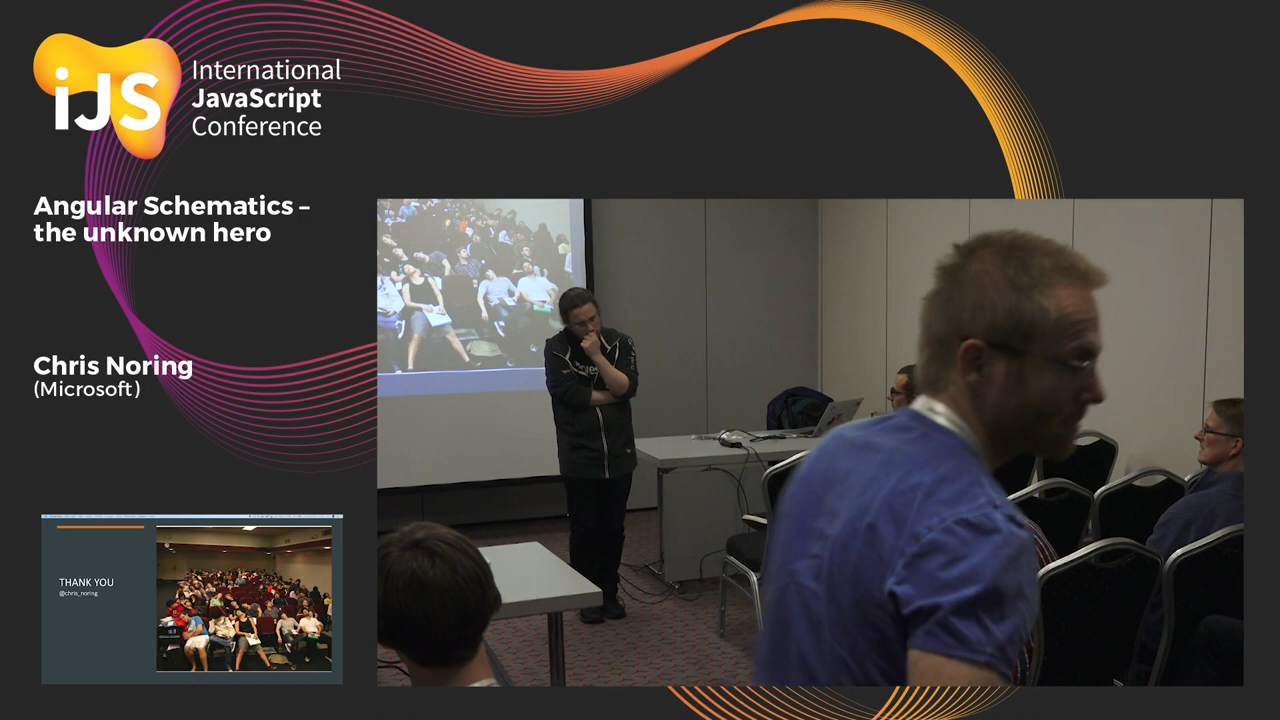 iJS
International
JavaScript
Conference
Angular Schematics –
the unknown hero
Chris Noring
(Microsoft)
THANK YOU
@chris_noring